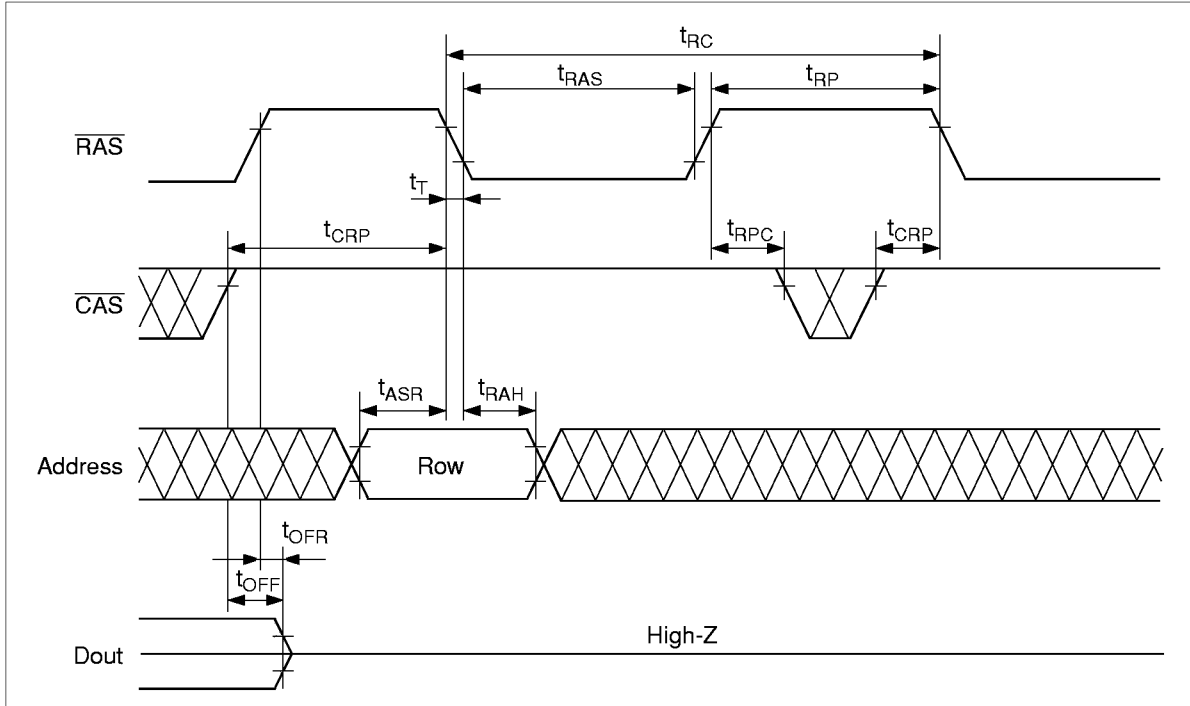 tRC
tRAS
tRP
RAS
tT
tCRP
tRPC
tCRP
CAS
tASR
tRAH
Address
Row
tOFR
tOFF
Dout
High-Z